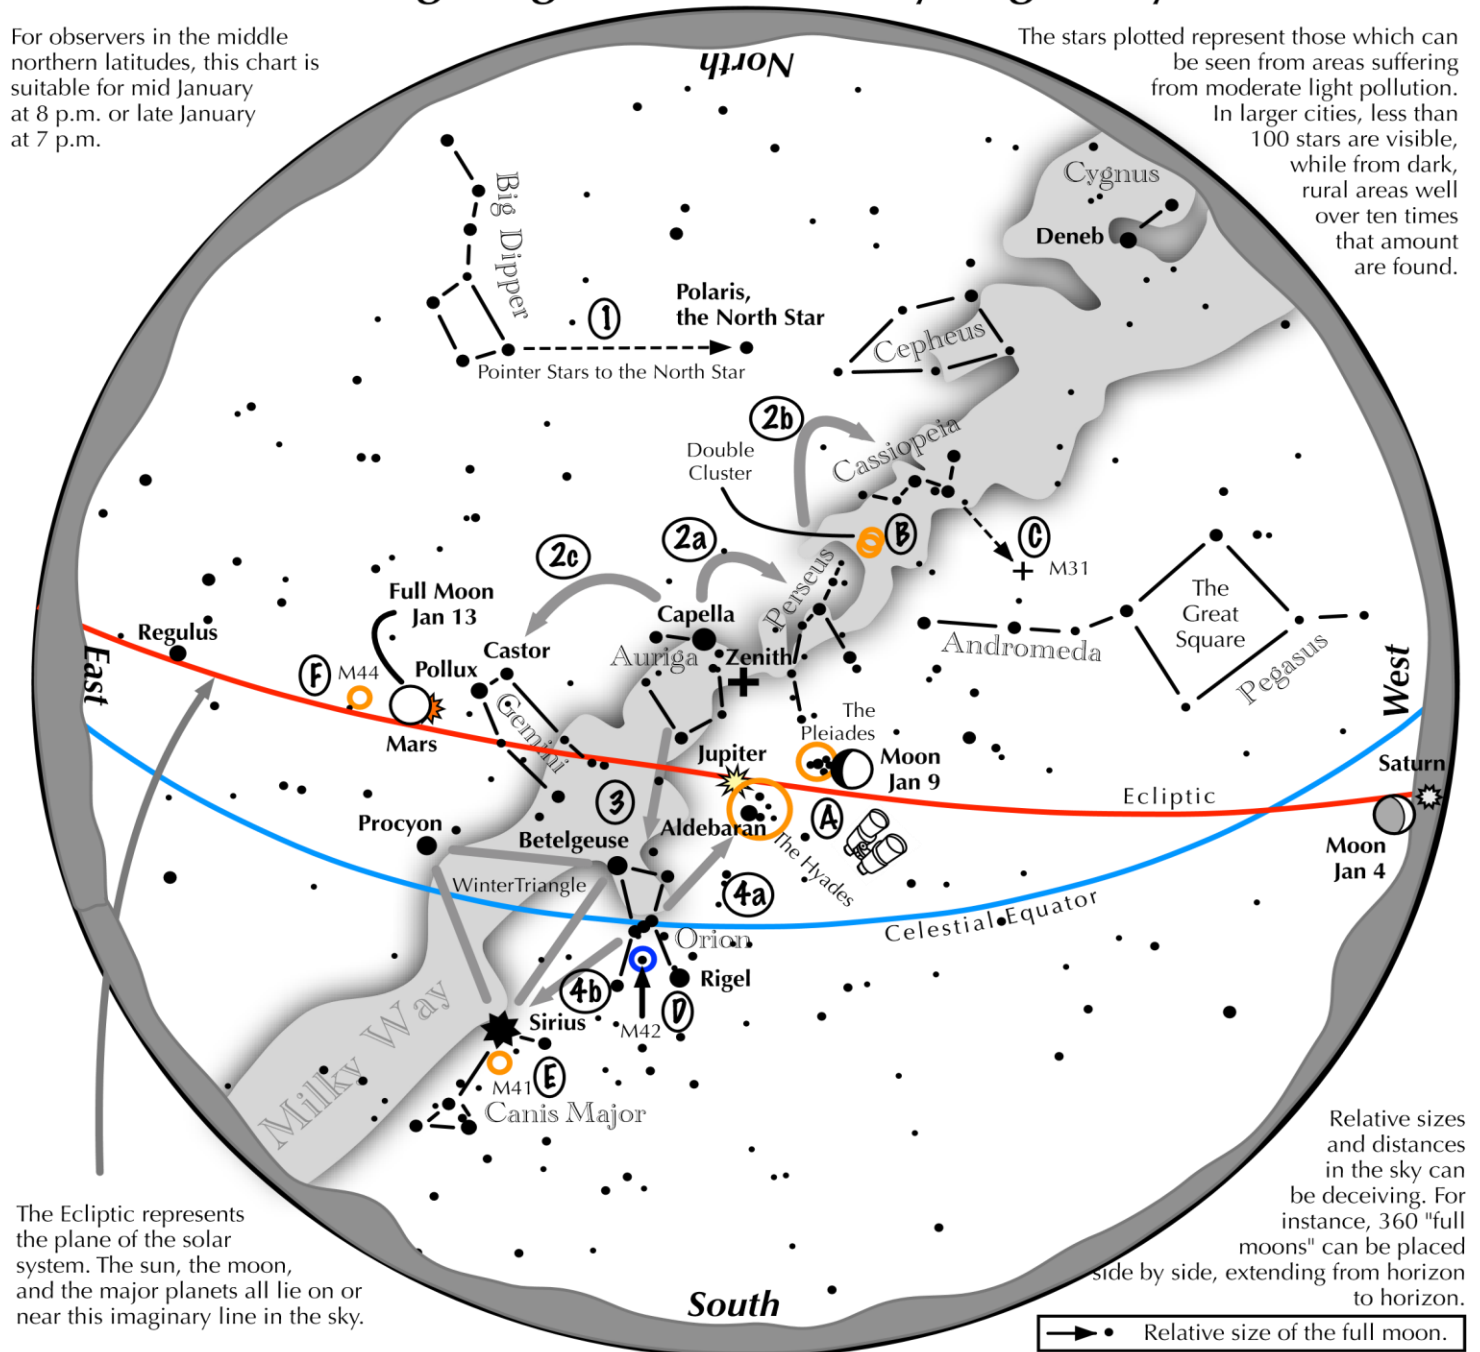 For observers in the middle
northern latitudes, this chart is
suitable for mid January
at 8 p.m. or late January
at 7 p.m.
The stars plotted represent those which can
be seen from areas suffering
from moderate light pollution.
In larger cities, less than
100 stars are visible,
while from dark,
rural areas well
over ten times
that amount
are found.
North
Cygnus
Deneb
Big Dipper
1
Polaris,
the North Star
Pointer Stars to the North Star
Cepheus
2b
Cassiopeia
Double
Cluster
B
C
M31
2c
2a
Perseus
Full Moon
Jan 13
Regulus
Capella
The
Great
Square
Andromeda
Pegasus
East
Castor
Auriga
Zenith
West
F
M44
Pollux
Gemini
Mars
The
Pleiades
Jupiter
Moon
Jan 9
Saturn
Ecliptic
3
Procyon
Betelgeuse
Aldebaran
A
The Hyades
Moon
Jan 4
WinterTriangle
4a
Celestial Equator
Orion
4b
Rigel
D
Sirius
M42
Milky Way
M41
E
Canis Major
The Ecliptic represents
the plane of the solar
system. The sun, the moon,
and the major planets all lie on or
near this imaginary line in the sky.
South
Relative sizes
and distances
in the sky can
be deceiving. For
instance, 360 "full
moons" can be placed
side by side, extending from horizon
to horizon.
Relative size of the full moon.